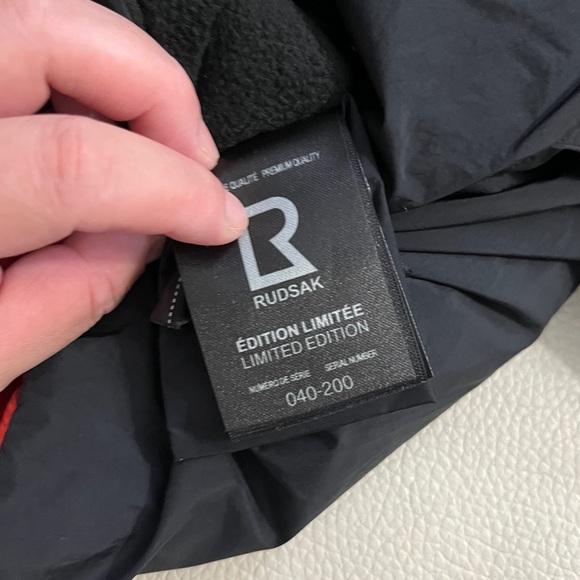 QUALITÉ PREMIUM QUALITY
R
RUDSAK
ÉDITION LIMITÉE
LIMITED EDITION
NUMÉRO DE SÉRIE SERIAL NUMBER
040-200